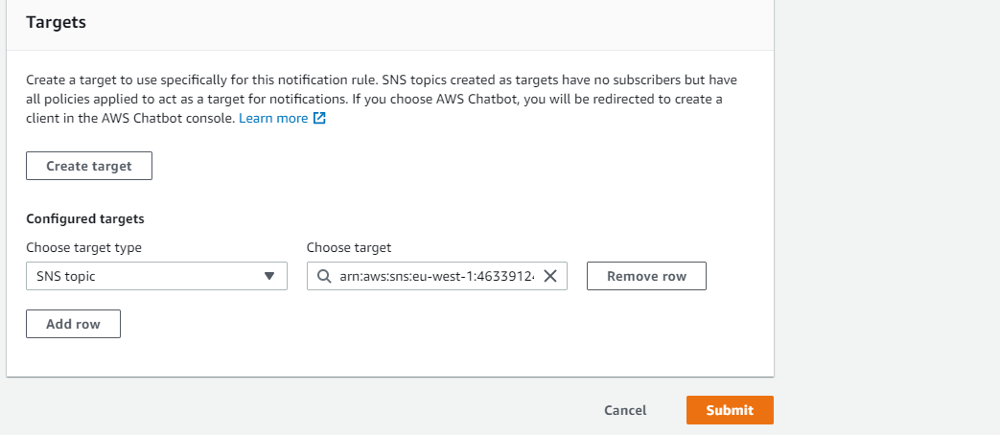 Targets
Create a target to use specifically for this notification rule. SNS topics created as targets have no subscribers but have
all policies applied to act as a target for notifications. If you choose AWS Chatbot, you will be redirected to create a
client in the AWS Chatbot console. Learn more
Create target
Configured targets
Choose target type Choose target
SNS topic arn:aws:sns:eu-west-1:4633912 Remove row
Add row
Cancel Submit